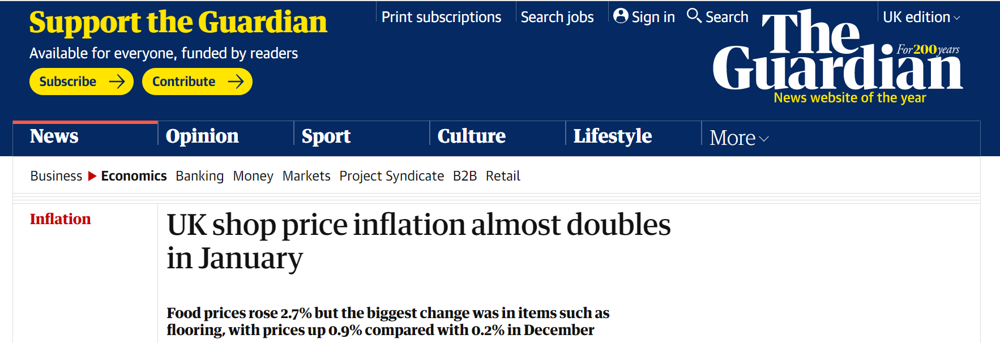 Support the Guardian
Available for everyone, funded by readers
Subscribe
Contribute
Print subscriptions
Search jobs
Sign in
Search
UK edition
The
Guardian
For 200 years
News website of the year
News Opinion Sport Culture Lifestyle More
Business Economics Banking Money Markets Project Syndicate B2B Retail
Inflation
UK shop price inflation almost doubles
in January
Food prices rose 2.7% but the biggest change was in items such as
flooring, with prices up 0.9% compared with 0.2% in December